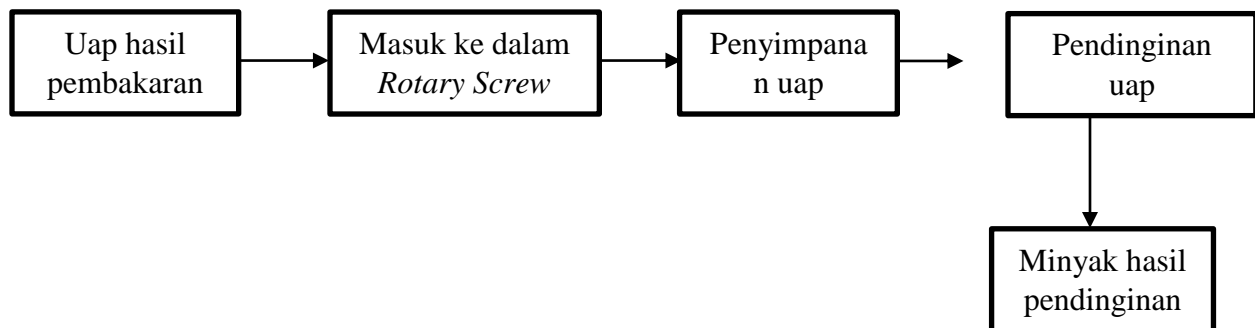 Uap hasil
pembakaran
Masuk ke dalam
Rotary Screw
Penyimpana
n uap
Pendinginan
uap
Minyak hasil
pendinginan